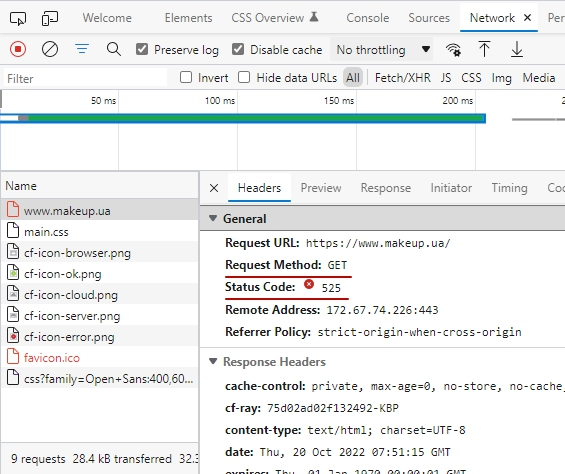 Welcome Elements CSS Overview Console Sources Network Pe
Preserve log Disable cache No throttling
Filter Invert Hide data URLs All Fetch/XHR JS CSS Img Media
50 ms 100 ms 150 ms 200 ms 2
Name
www.makeup.ua
main.css
cf-icon-browser.png
cf-icon-ok.png
cf-icon-cloud.png
cf-icon-server.png
cf-icon-error.png
favicon.ico
css?family=Open+Sans:400,60...
9 requests 28.4 kB transferred 32.3
Headers Preview Response Initiator Timing Coo
General
Request URL: https://www.makeup.ua/
Request Method: GET
Status Code: 525
Remote Address: 172.67.74.226:443
Referrer Policy: strict-origin-when-cross-origin
Response Headers
cache-control: private, max-age=0, no-store, no-cache,
cf-ray: 75d02ad02f132492-KBP
content-type: text/html; charset=UTF-8
date: Thu, 20 Oct 2022 07:51:15 GMT
expires: Thu, 01 Jan 1970 00:00:01 GMT